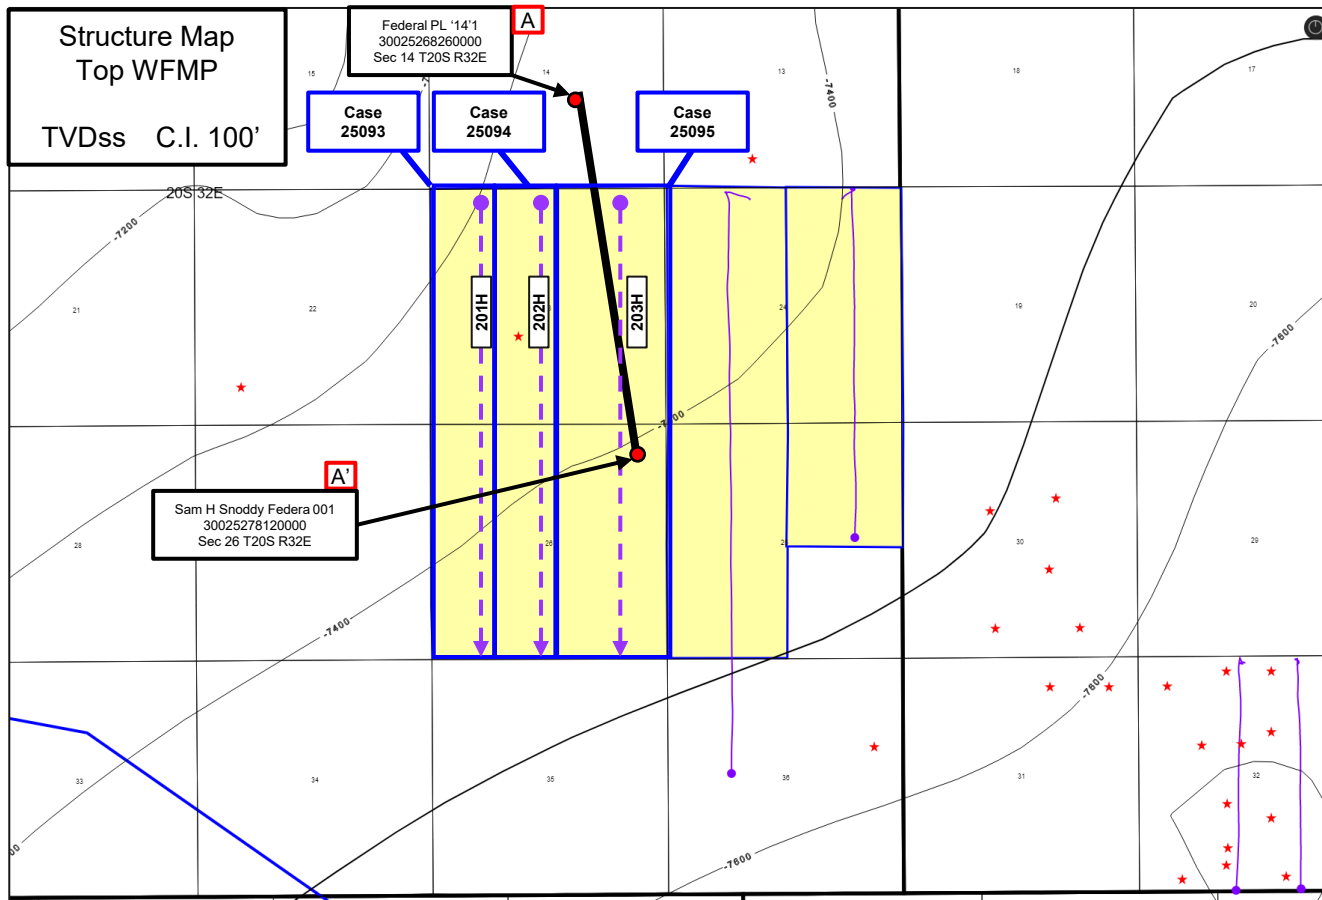 Structure Map
Top WFMP
TVDss C.I. 100'
Federal PL '14'1
30025268260000
Sec 14 T20S R32E
A
Case
25093
Case
25094
Case
25095
15
14
13
18
17
-7400
20S 32E
-7200
21
22
24
19
20
201H
202H
203H
-7600
A'
Sam H Snoddy Federa 001
30025278120000
Sec 26 T20S R32E
28
26
30
29
-7400
-7600
33
34
35
36
31
32
-7600